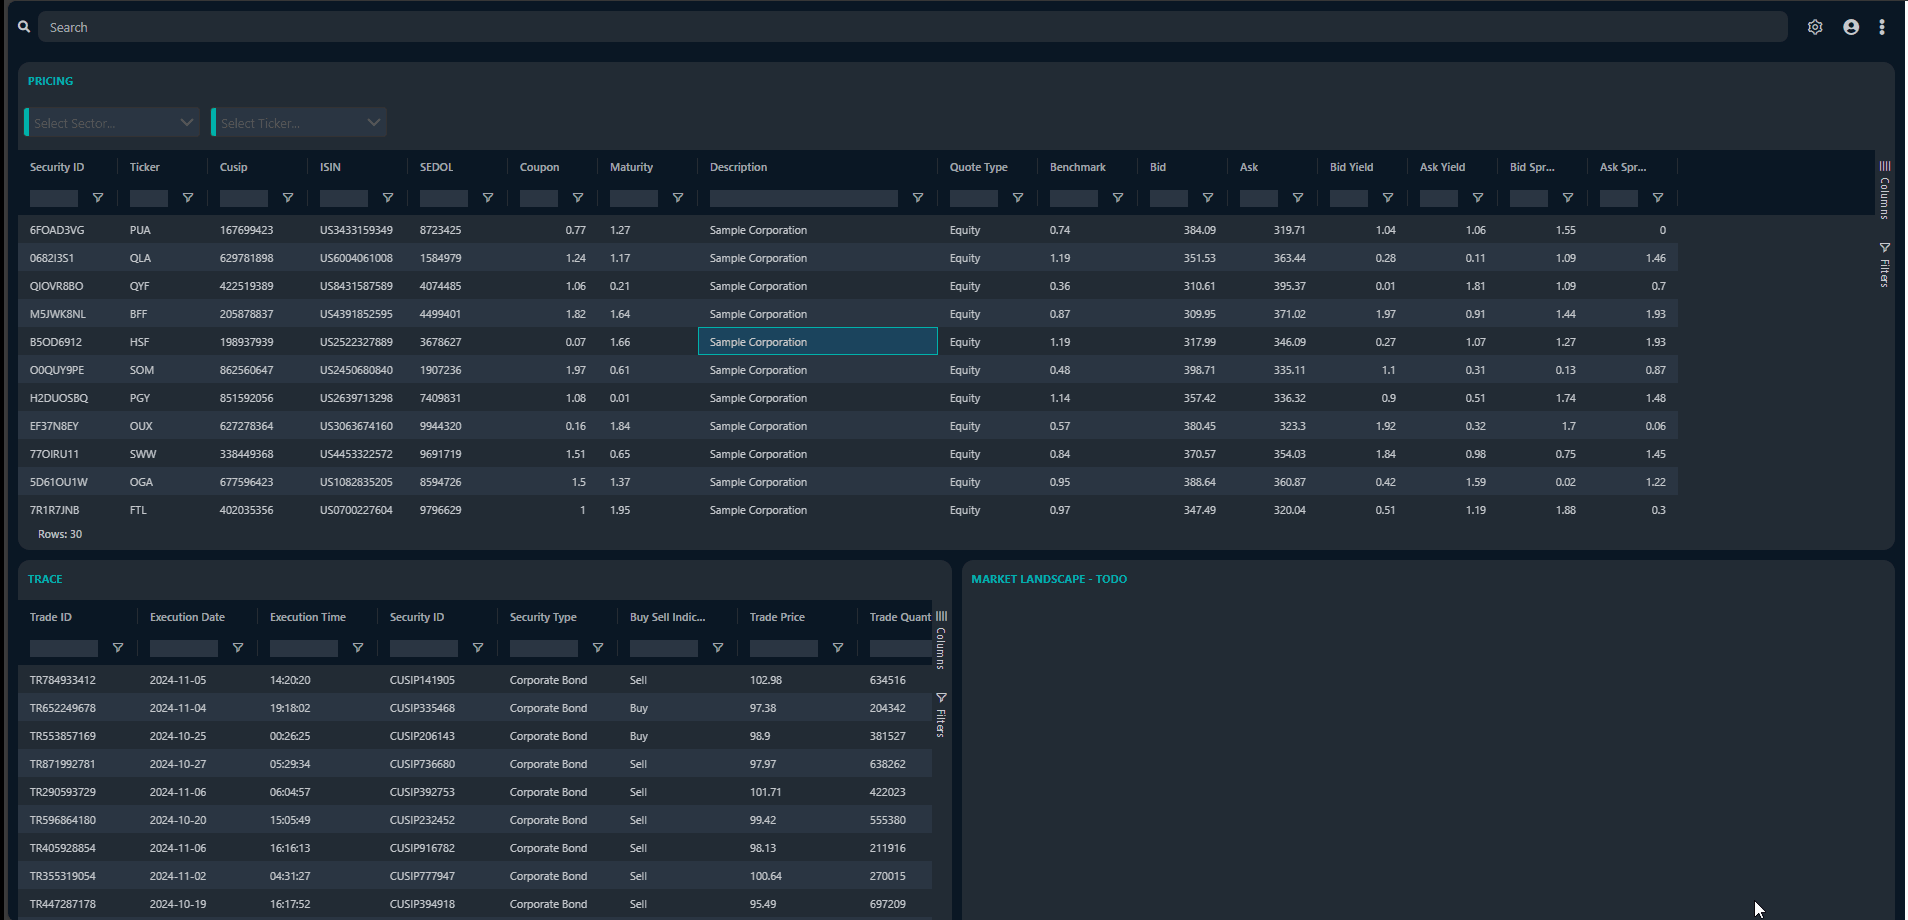 Search
PRICING
Select Sector... Select Ticker...
Security ID Ticker Cusip ISIN SEDOL Coupon Maturity Description Quote Type Benchmark Bid Ask Bid Yield Ask Yield Bid Spr... Ask Spr...
Columns
Filters
6FOAD3VG PUA 167699423 US3433159349 8723425 0.77 1.27 Sample Corporation Equity 0.74 384.09 319.71 1.04 1.06 1.55 0
0682I3S1 QLA 629781898 US6004061008 1584979 1.24 1.17 Sample Corporation Equity 1.19 351.53 363.44 0.28 0.11 1.09 1.46
QIOVR8BO QYF 422519389 US8431587589 4074485 1.06 0.21 Sample Corporation Equity 0.36 310.61 395.37 0.01 1.81 1.09 0.7
M5JWK8NL BFF 205878837 US4391852595 4499401 1.82 1.64 Sample Corporation Equity 0.87 309.95 371.02 1.97 0.91 1.44 1.93
B5OD6912 HSF 198937939 US2522327889 3678627 0.07 1.66 Sample Corporation Equity 1.19 317.99 346.09 0.27 1.07 1.27 1.93
O0QUY9PE SOM 862560647 US2450680840 1907236 1.97 0.61 Sample Corporation Equity 0.48 398.71 335.11 1.1 0.31 0.13 0.87
H2DUOSBQ PGY 851592056 US2639713298 7409831 1.08 0.01 Sample Corporation Equity 1.14 357.42 336.32 0.9 0.51 1.74 1.48
EF37N8EY OUX 627278364 US3063674160 9944320 0.16 1.84 Sample Corporation Equity 0.57 380.45 323.3 1.92 0.32 1.7 0.06
77OIRU11 SWW 338449368 US4453322572 9691719 1.51 0.65 Sample Corporation Equity 0.84 370.57 354.03 1.84 0.98 0.75 1.45
5D61OU1W OGA 677596423 US1082835205 8594726 1.5 1.37 Sample Corporation Equity 0.95 388.64 360.87 0.42 1.59 0.02 1.22
7R1R7JNB FTL 402035356 US0700227604 9796629 1 1.95 Sample Corporation Equity 0.97 347.49 320.04 0.51 1.19 1.88 0.3
Rows: 30
TRACE
Trade ID Execution Date Execution Time Security ID Security Type Buy Sell Indic... Trade Price Trade Quant
Columns
Filters
TR784933412 2024-11-05 14:20:20 CUSIP141905 Corporate Bond Sell 102.98 634516
TR652249678 2024-11-04 19:18:02 CUSIP335468 Corporate Bond Buy 97.38 204342
TR553857169 2024-10-25 00:26:25 CUSIP206143 Corporate Bond Buy 98.9 381527
TR871992781 2024-10-27 05:29:34 CUSIP736680 Corporate Bond Sell 97.97 638262
TR290593729 2024-11-06 06:04:57 CUSIP392753 Corporate Bond Sell 101.71 422023
TR596864180 2024-10-20 15:05:49 CUSIP232452 Corporate Bond Sell 99.42 555380
TR405928854 2024-11-06 16:16:13 CUSIP916782 Corporate Bond Sell 98.13 211916
TR355319054 2024-11-02 04:31:27 CUSIP777947 Corporate Bond Sell 100.64 270015
TR447287178 2024-10-19 16:17:52 CUSIP394918 Corporate Bond Sell 95.49 697209
MARKET LANDSCAPE - TODO